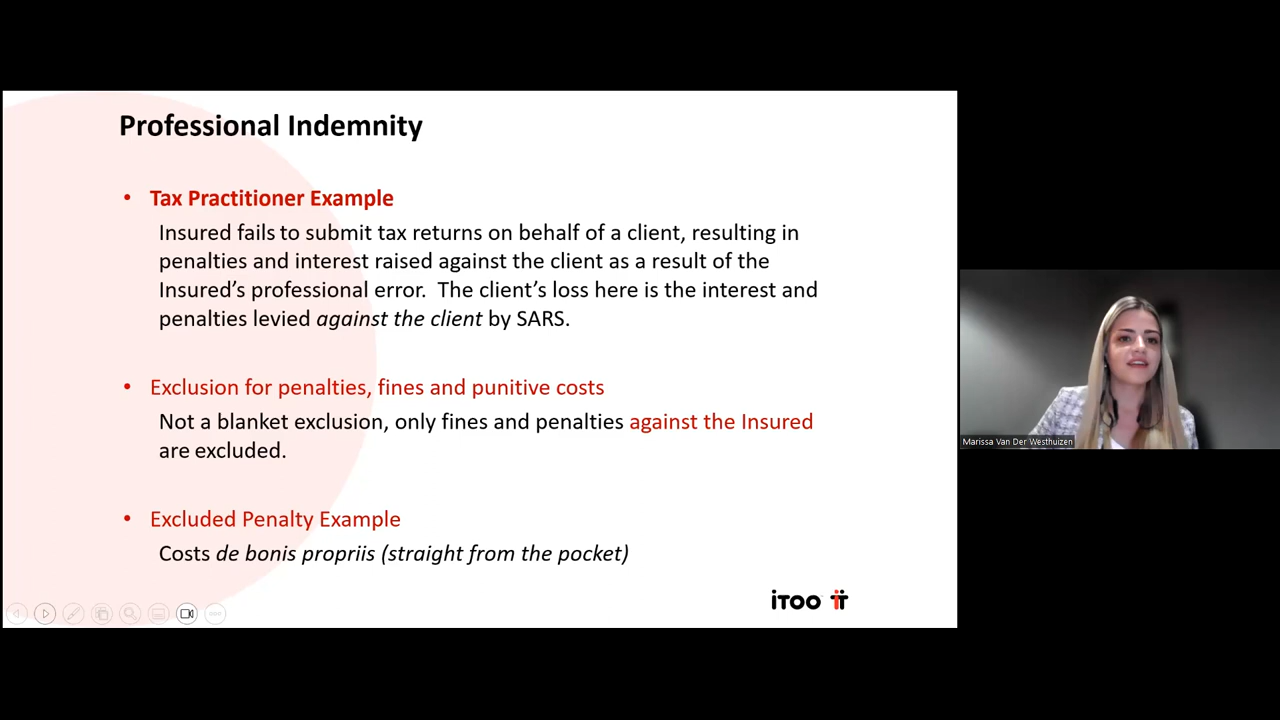 Professional Indemnity
• Tax Practitioner Example
Insured fails to submit tax returns on behalf of a client, resulting in
penalties and interest raised against the client as a result of the
Insured’s professional error.  The client’s loss here is the interest and
penalties levied against the client by SARS.
• Exclusion for penalties, fines and punitive costs
Not a blanket exclusion, only fines and penalties against the Insured
are excluded.
• Excluded Penalty Example
Costs de bonis propriis (straight from the pocket)
iTOO
Marissa Van Der Westhuizen